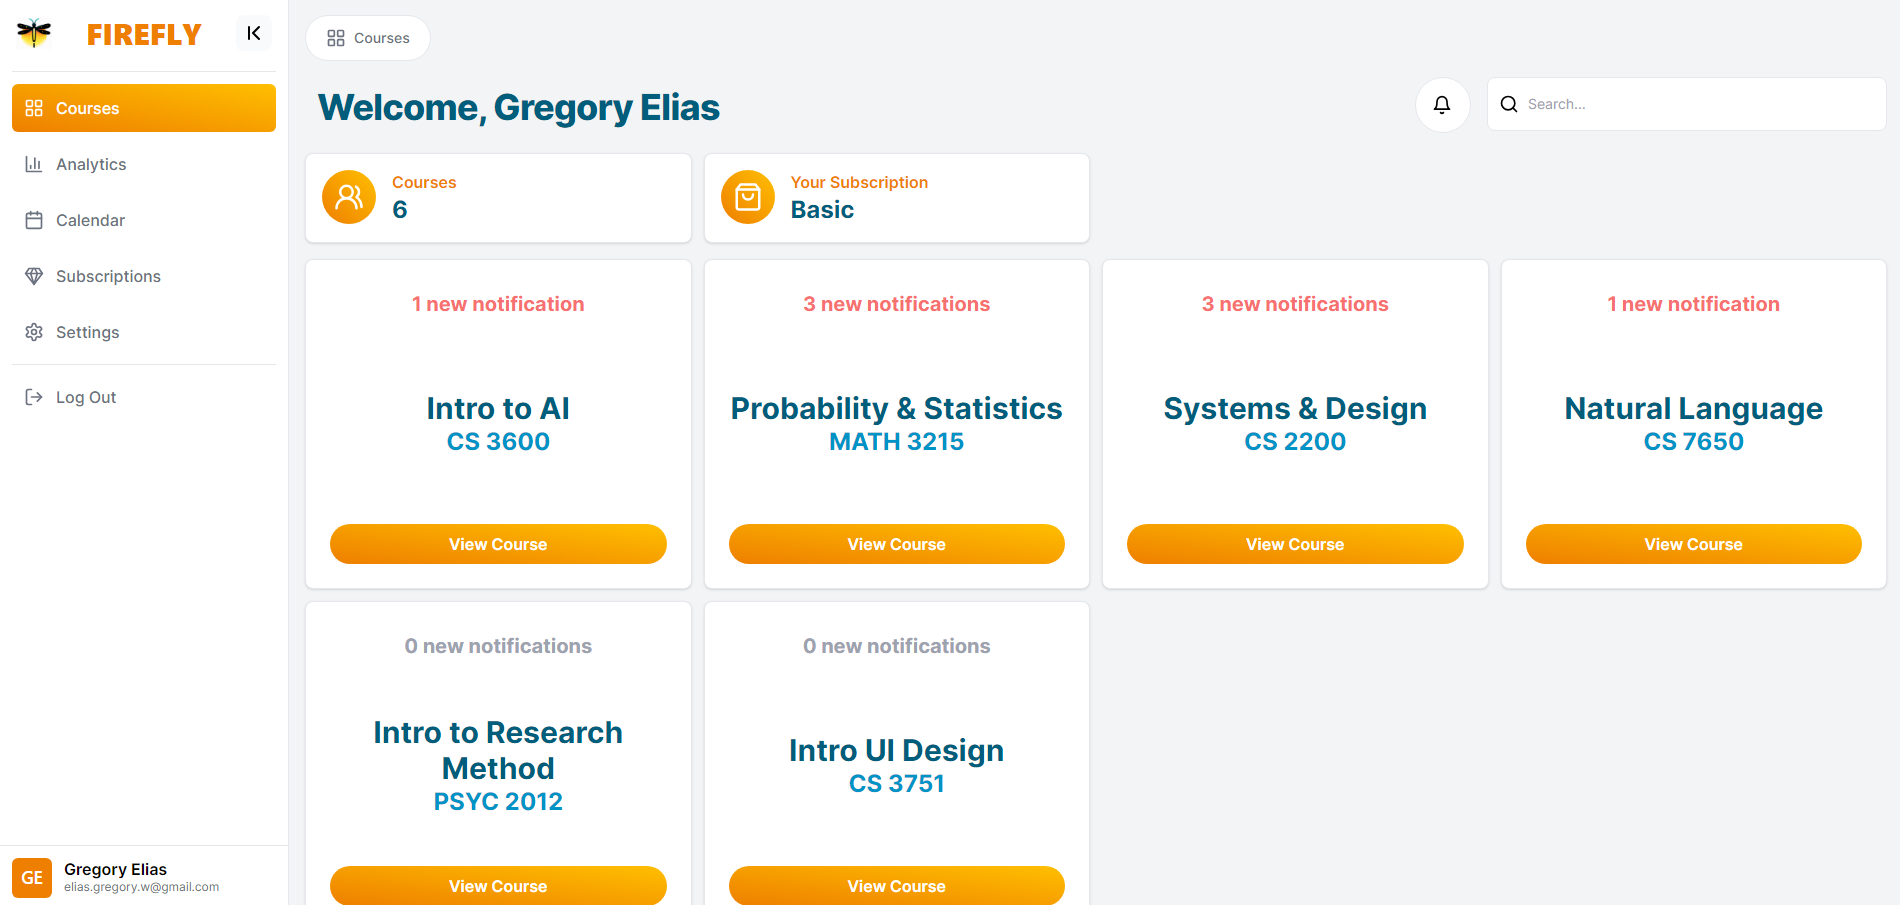 FIREFLY
Courses
Analytics
Calendar
Subscriptions
Settings
Log Out
GE
Gregory Elias
elias.gregory.w@gmail.com
Courses
Welcome, Gregory Elias
Search...
Courses
6
Your Subscription
Basic
1 new notification
Intro to AI
CS 3600
View Course
3 new notifications
Probability & Statistics
MATH 3215
View Course
3 new notifications
Systems & Design
CS 2200
View Course
1 new notification
Natural Language
CS 7650
View Course
0 new notifications
Intro to Research
Method
PSYC 2012
View Course
0 new notifications
Intro UI Design
CS 3751
View Course